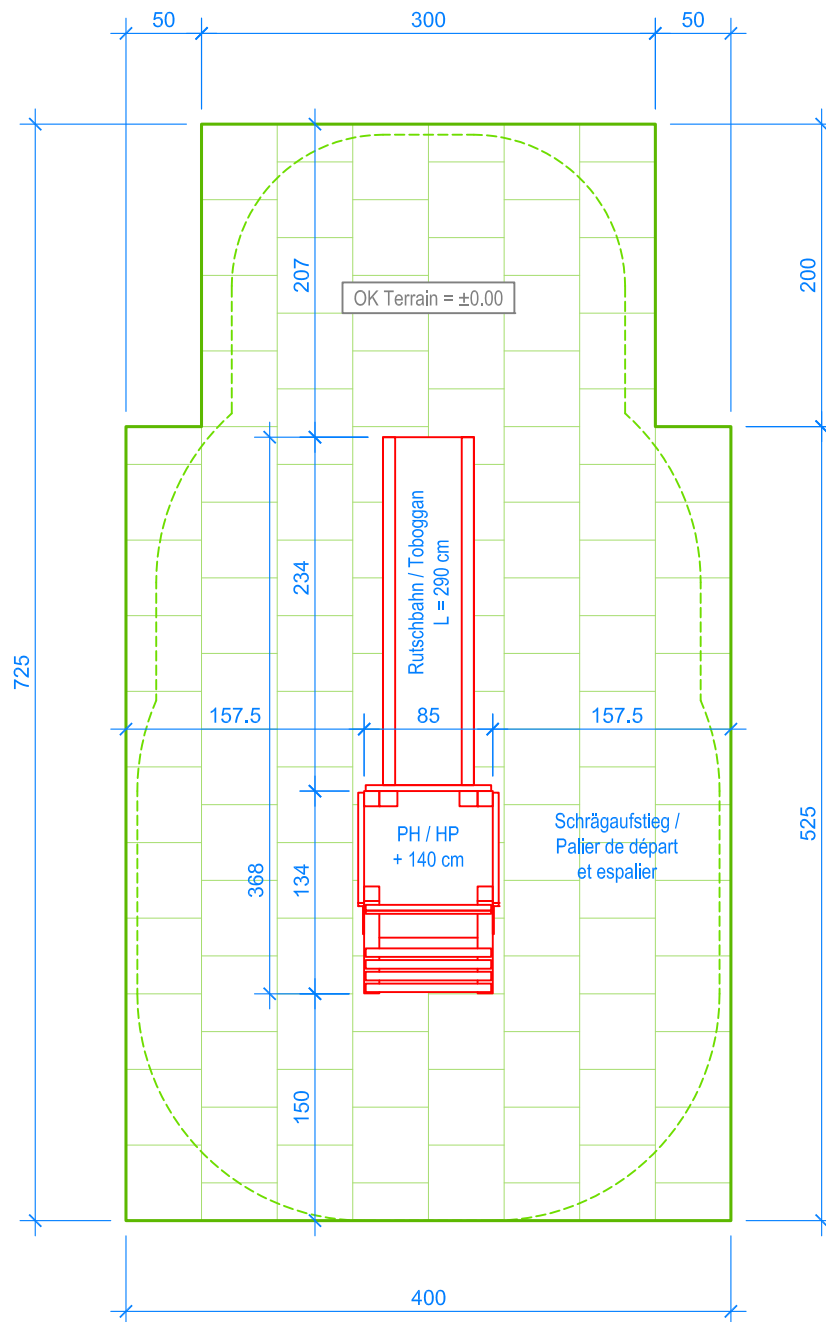 50
300
50
207
200
OK Terrain = ±0.00
Rutschbahn / Toboggan
L = 290 cm
234
725
157.5
85
157.5
525
PH / HP
+ 140 cm
Schrägaufstieg /
Palier de départ
et espalier
368
134
150
400